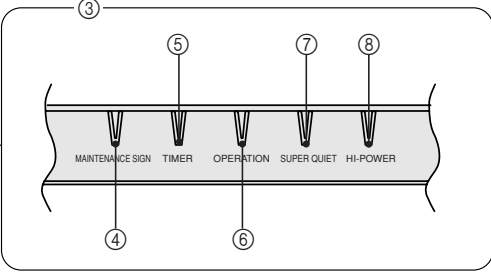 ③
⑤ ⑦ ⑧
MAINTENANCE SIGN TIMER OPERATION SUPER QUIET HI-POWER
④ ⑥